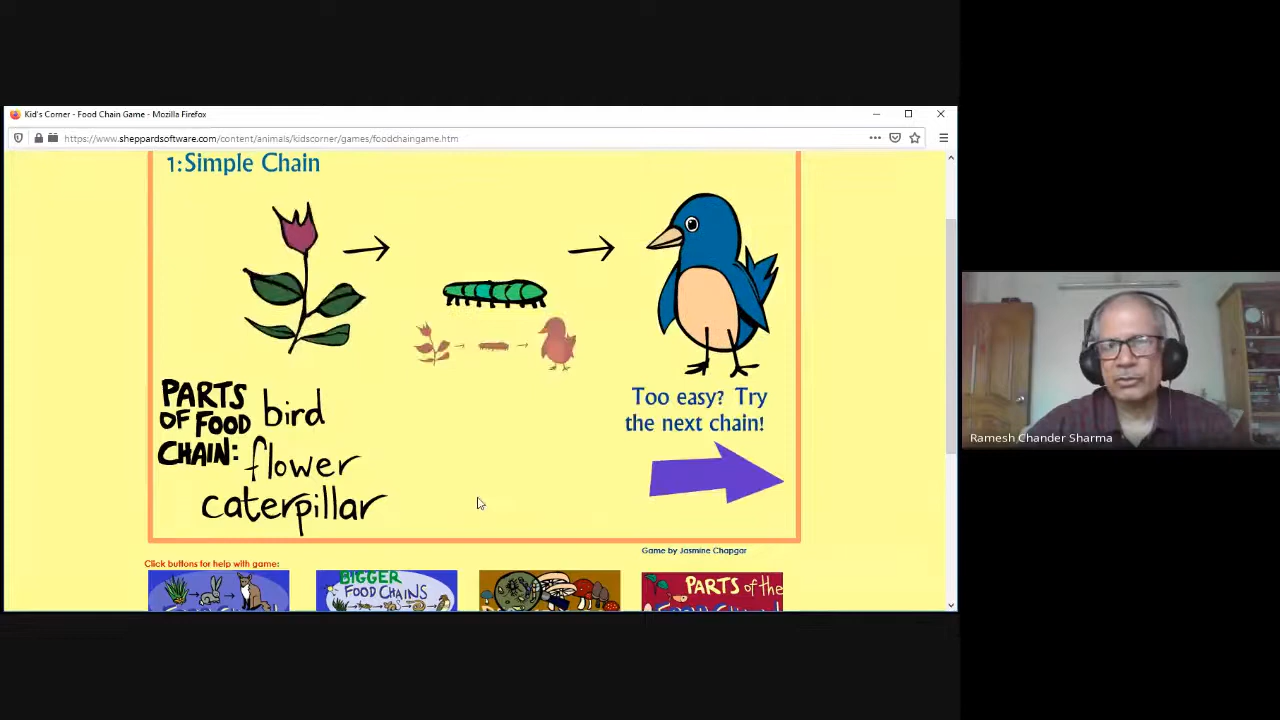 Kid's Corner - Food Chain Game - Mozilla Firefox
https://www.sheppardsoftware.com/content/animals/kidscorner/games/foodchaingame.htm
1:Simple Chain
PARTS
OF FOOD
CHAIN:
bird
flower
caterpillar
Too easy? Try
the next chain!
Game by Jasmine Chapgar
Click buttons for help with game:
BIGGER
FOOD CHAINS
PARTS of the
Ramesh Chander Sharma